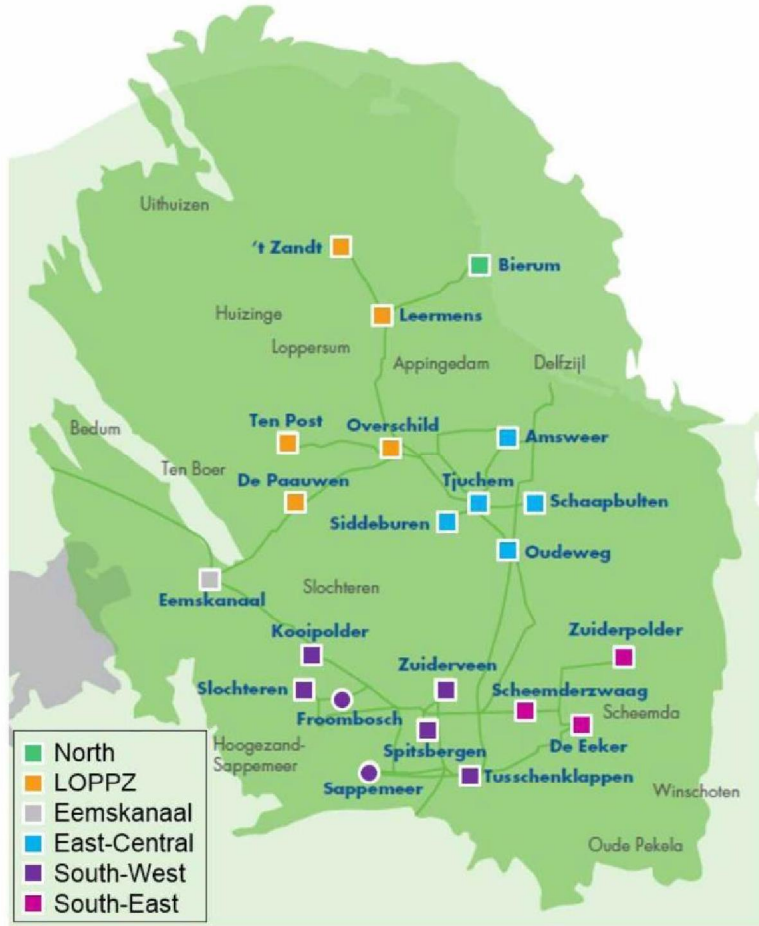 Uithuizen
't Zandt
Bierum
Huizinge
Leermens
Loppersum
Appingedam
Delfzijl
Bedum
Ten Post
Overschild
Amsweer
Ten Boer
De Paauwen
Tjuchem
Schaapbulten
Siddeburen
Oudeweg
Eemskanaal
Slochteren
Kooipolder
Zuiderpolder
Zuiderveen
Slochteren
Scheemderzwaag
Froombosch
Scheemda
Hoogezand-
Sappemeer
Spitsbergen
De Eeker
Sappemeer
Tusschenklappen
Winschoten
Oude Pekela
North
LOPPZ
Eemskanaal
East-Central
South-West
South-East